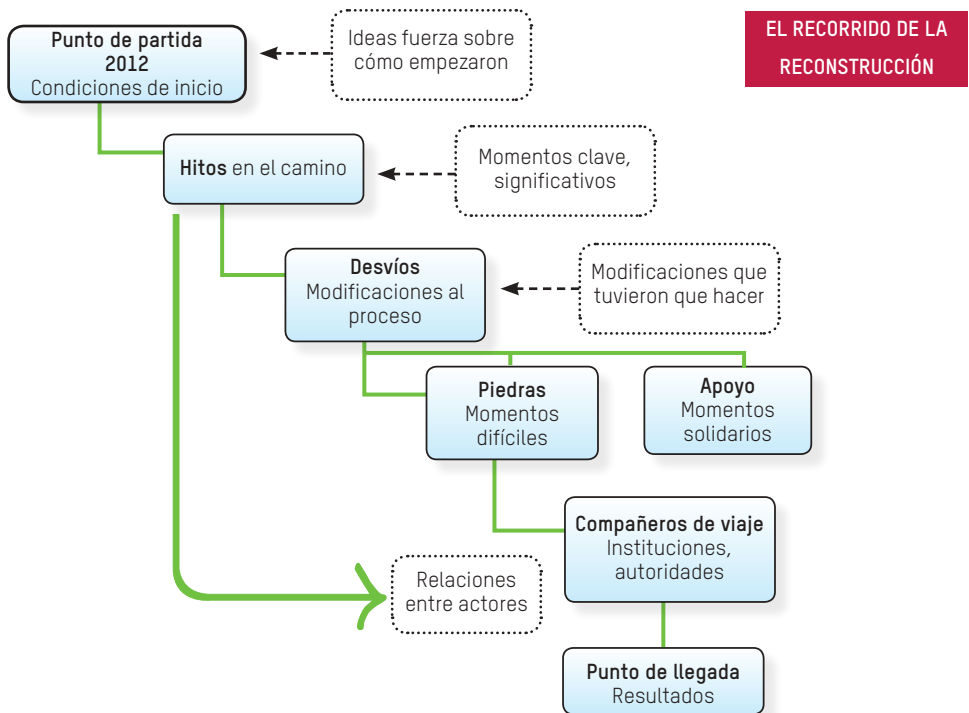 EL RECORRIDO DE LA
RECONSTRUCCIÓN
Punto de partida
2012
Condiciones de inicio
Ideas fuerza sobre
cómo empezaron
Hitos en el camino
Momentos clave,
significativos
Desvíos
Modificaciones al
proceso
Modificaciones que
tuvieron que hacer
Piedras
Momentos
difíciles
Apoyo
Momentos
solidarios
Compañeros de viaje
Instituciones,
autoridades
Relaciones
entre actores
Punto de llegada
Resultados